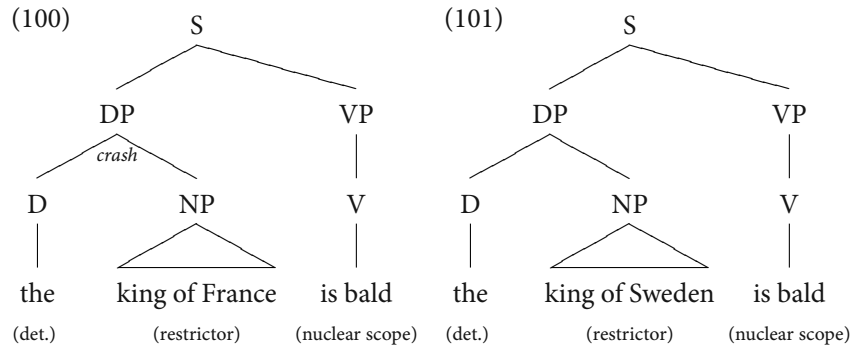 (100) S (101) S
DP VP DP VP
crash
D NP V D NP V
the king of France is bald the king of Sweden is bald
(det.) (restrictor) (nuclear scope) (det.) (restrictor) (nuclear scope)